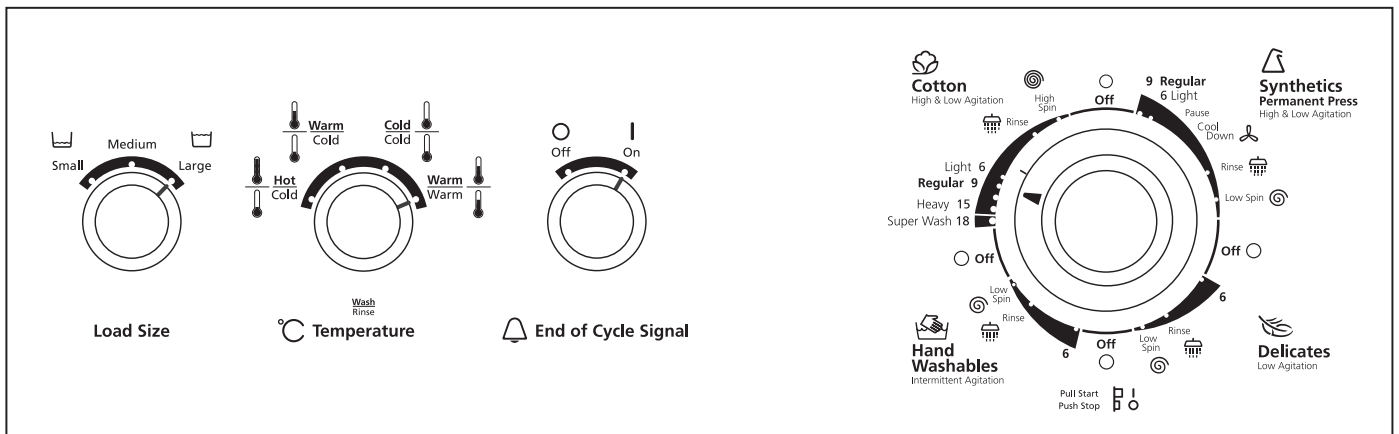 Small
Medium
Large
Load Size
Hot
Cold
Warm
Cold
Cold
Cold
Warm
Warm
Wash
Rinse
°C Temperature
Off
On
End of Cycle Signal
Cotton
High & Low Agitation
High
Spin
Rinse
Light 6
Regular 9
Heavy 15
Super Wash 18
Off
9 Regular
6 Light
Pause
Cool
Down
Rinse
Low Spin
Synthetics
Permanent Press
High & Low Agitation
Off
Off
Low
Spin
Rinse
6
Hand
Washables
Intermittent Agitation
Off
6
Rinse
Low
Spin
Delicates
Low Agitation
Pull Start
Push Stop